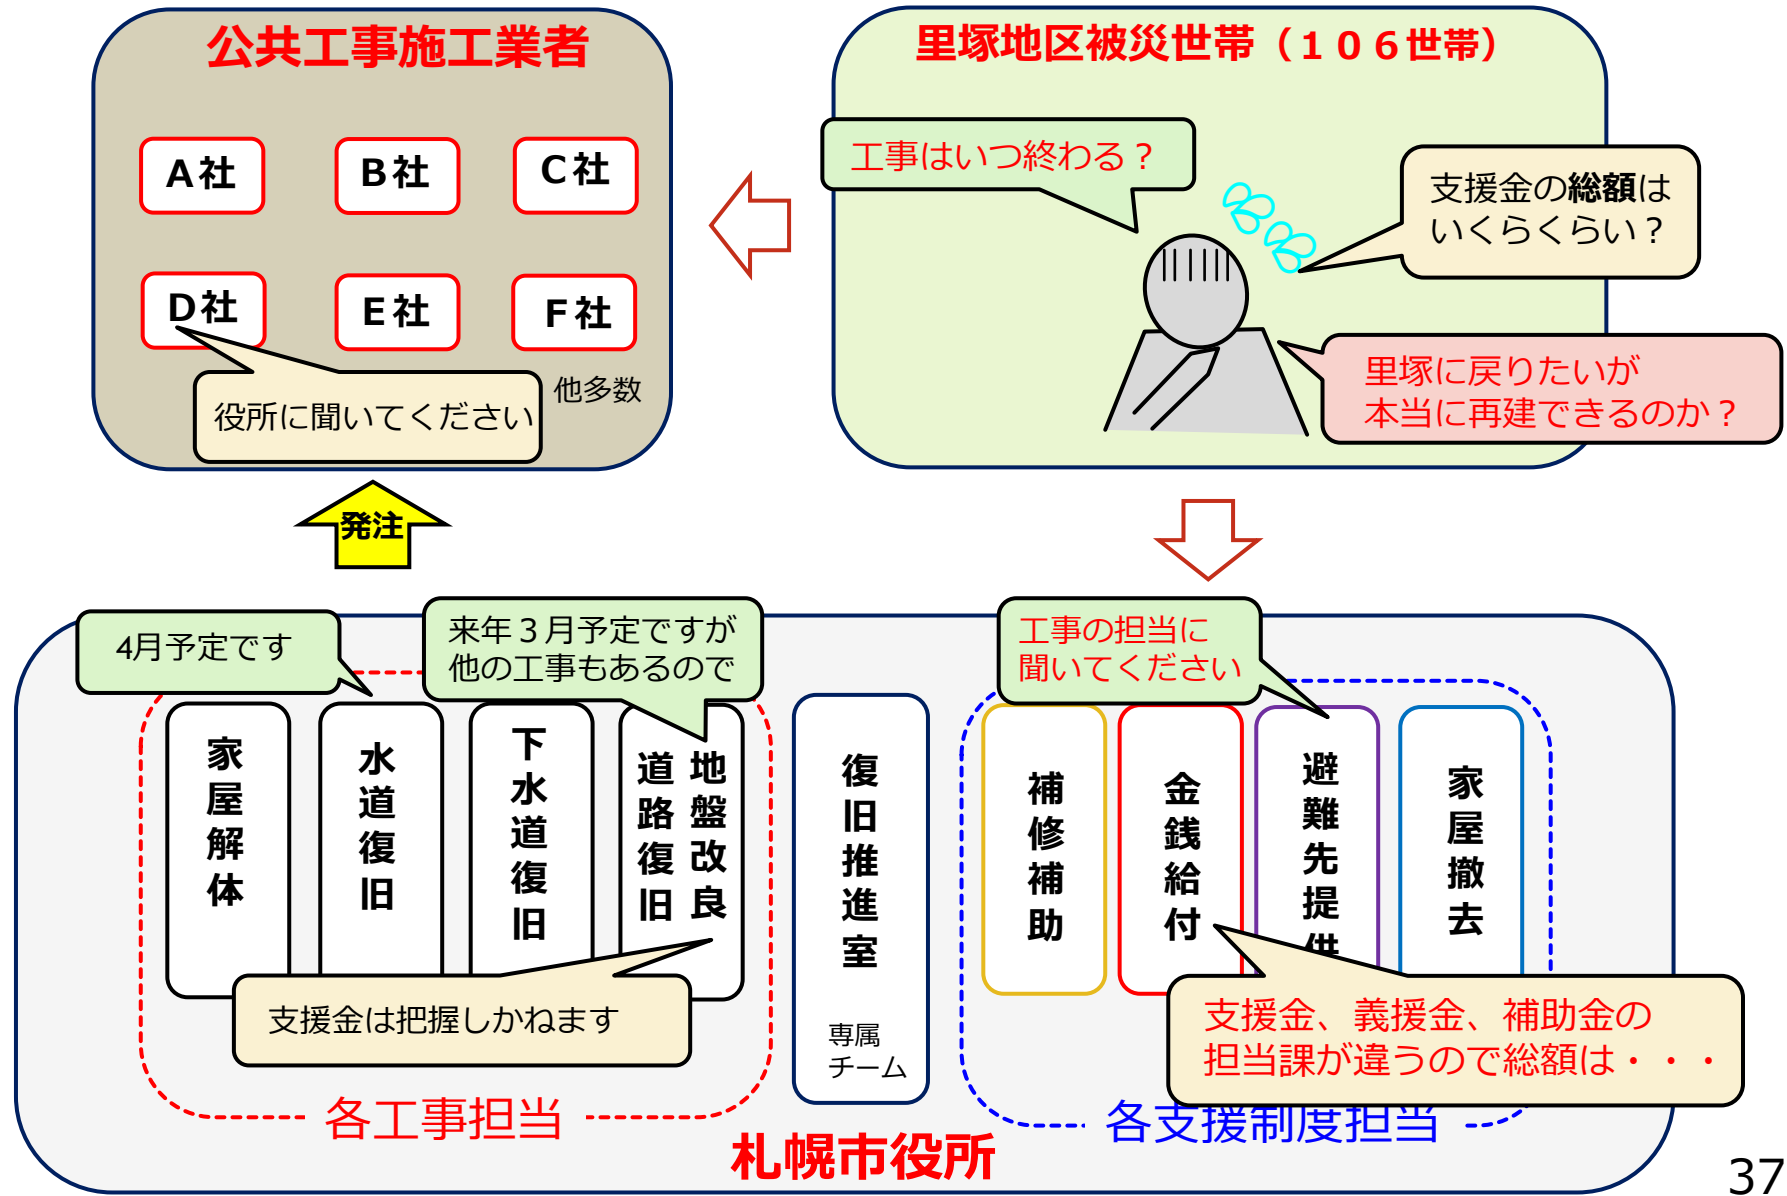 公共工事施工業者
A社
B社
C社
D社
E社
F社
他多数
役所に聞いてください
里塚地区被災世帯（１０６世帯）
工事はいつ終わる？
支援金の総額は
いくらくらい？
里塚に戻りたいが
本当に再建できるのか？
発注
4月予定です
来年３月予定ですが
他の工事もあるので
工事の担当に
聞いてください
家屋解体
水道復旧
下水道復旧
地盤改良
道路復旧
復旧推進室
専属
チーム
補修補助
金銭給付
避難先提供
家屋撤去
支援金は把握しかねます
支援金、義援金、補助金の
担当課が違うので総額は・・・
各工事担当
各支援制度担当
札幌市役所
37